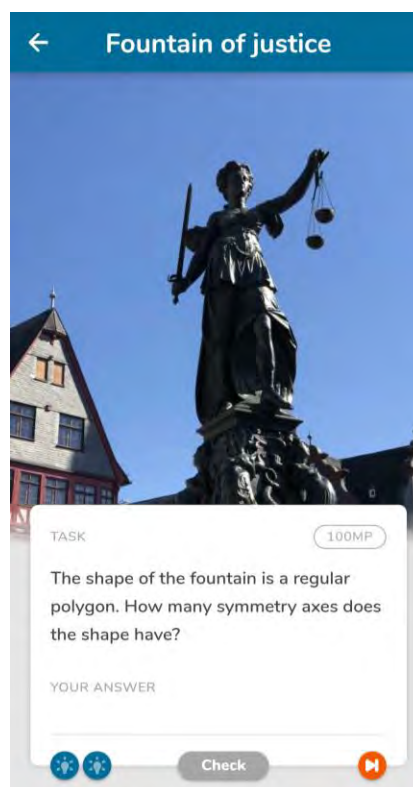 Fountain of justice
TASK
100MP
The shape of the fountain is a regular
polygon. How many symmetry axes does
the shape have?
YOUR ANSWER
Check